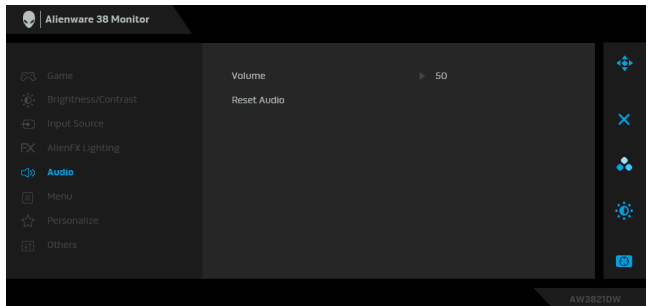 Alienware 38 Monitor
Game
Brightness/Contrast
Input Source
AlienFX Lighting
Audio
Menu
Personalize
Others
Volume 50
Reset Audio
AW3821DW